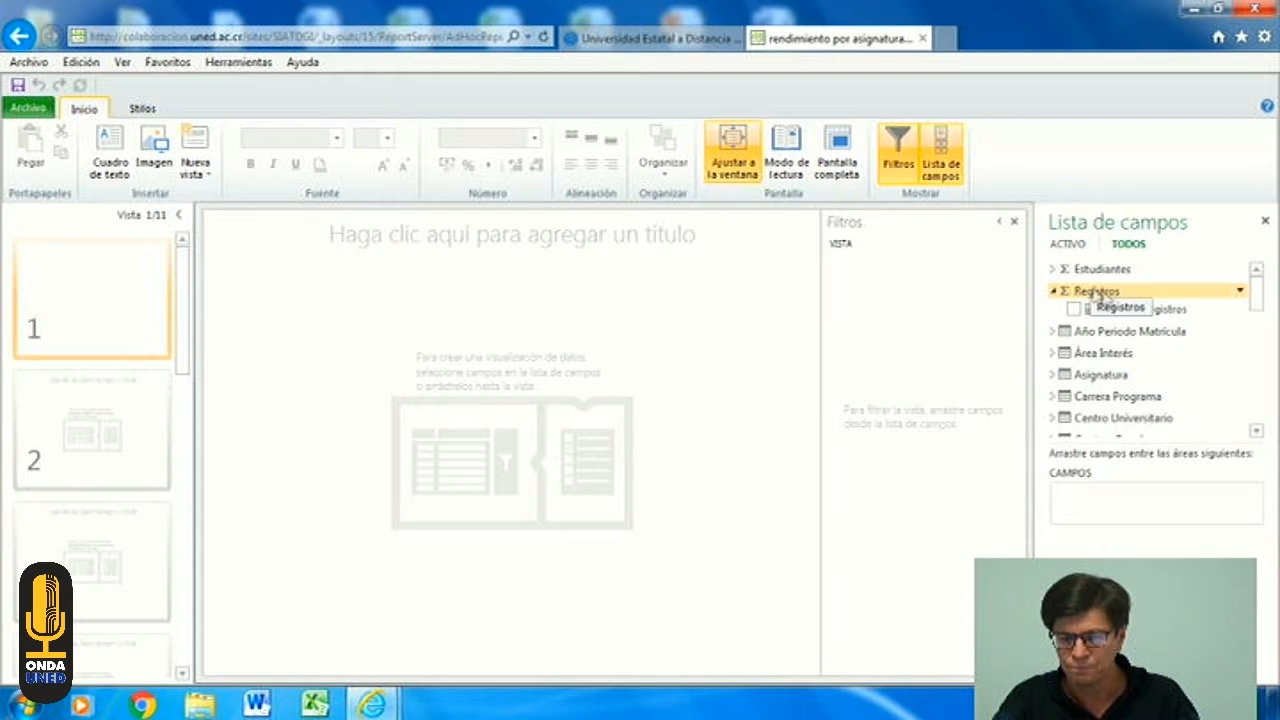 http://colaboracion.uned.ac.cr/sites/SIATDGI/_layouts/15/ReportServer/AdHocRep
Universidad Estatal a Distancia ...
rendimiento por asignatura...
Archivo Edición Ver Favoritos Herramientas Ayuda
Archivo Inicio Stilos
Pegar
Cuadro de texto
Imagen
Nueva vista
N K S
Organizar
Ajustar a la ventana
Modo de lectura
Pantalla completa
Filtros
Lista de campos
Portapapeles Insertar Fuente Número Alineación Organizar Pantalla Mostrar
Vista 1/11
1
2
Haga clic aquí para agregar un título
Para crear una visualización de datos,
seleccione campos en la lista de campos
o arrástrelos hasta la vista
Filtros
VISTA
Para filtrar la vista, arrastre campos
desde la lista de campos.
Lista de campos
ACTIVO TODOS
Σ Estudiantes
Σ Registros
Registros
Año Periodo Matrícula
Área Interés
Asignatura
Carrera Programa
Centro Universitario
Arrastre campos entre las áreas siguientes:
CAMPOS
ONDA
UNED